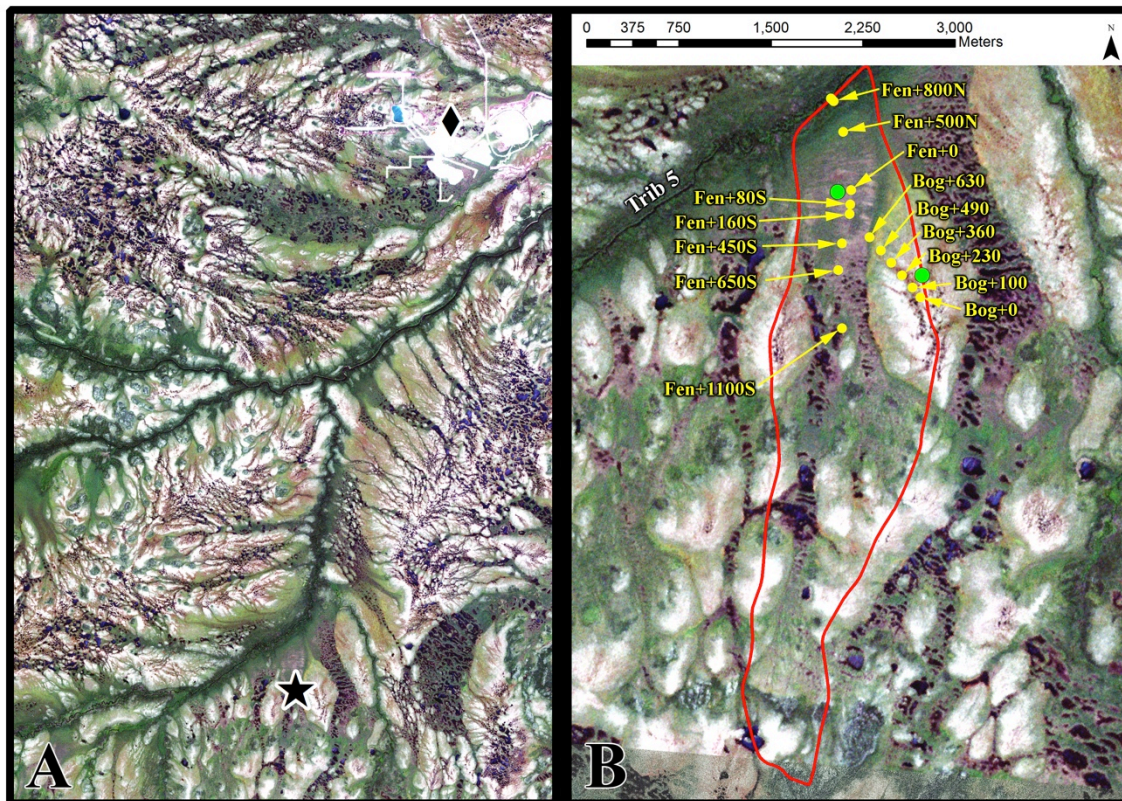 0 375 750 1,500 2,250 3,000
Meters
N
Fen+800N
Fen+500N
Trib 5
Fen+0
Fen+80S
Bog+630
Fen+160S
Bog+490
Fen+450S
Bog+360
Bog+230
Fen+650S
Bog+100
Bog+0
Fen+1100S
A
B